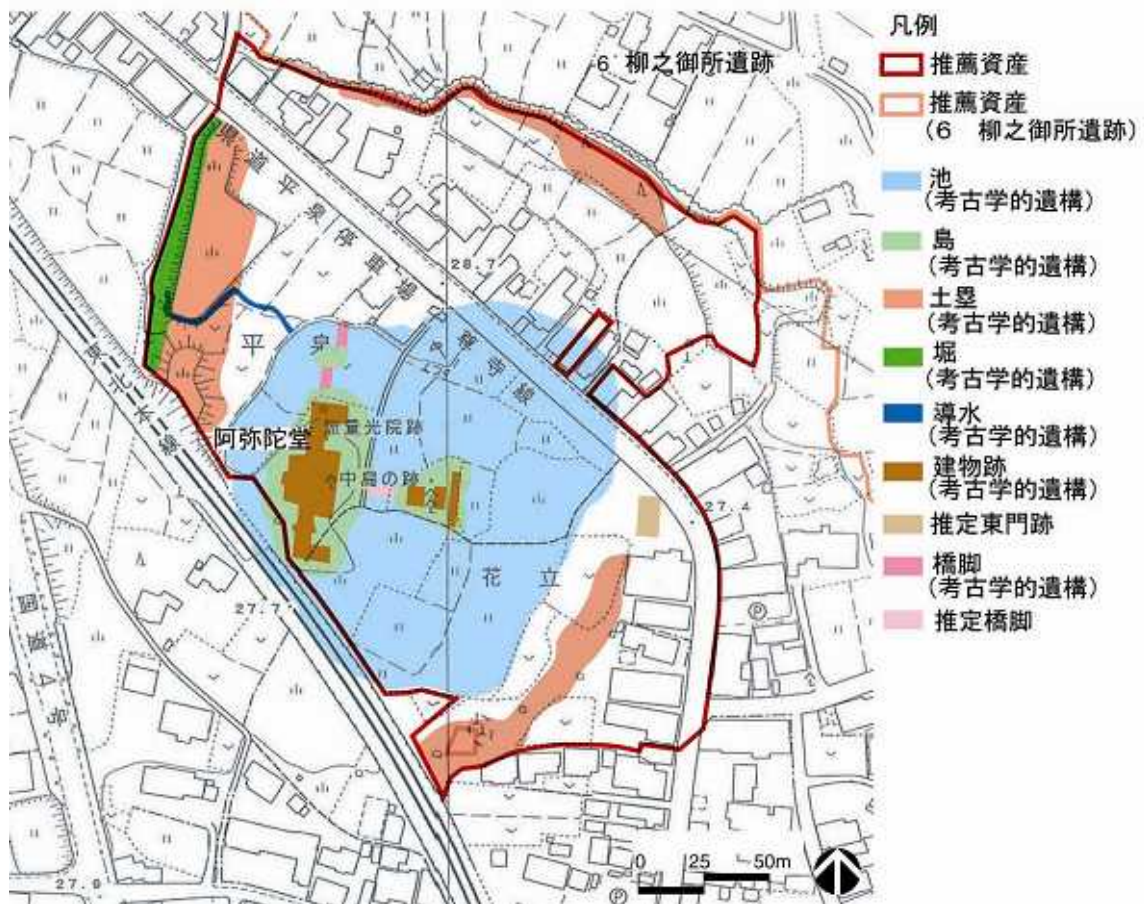 凡例
推薦資産
推薦資産
(6 柳之御所遺跡)
池
(考古学的遺構)
島
(考古学的遺構)
土塁
(考古学的遺構)
堀
(考古学的遺構)
導水
(考古学的遺構)
建物跡
(考古学的遺構)
推定東門跡
橋脚
(考古学的遺構)
推定橋脚
6 柳之御所遺跡
県道平泉停車場
尊寺線
28.7
平泉
阿弥陀堂
無量光院跡
中島の跡
27.4
花立
東北本線
27.7
國道4号
27.9
0 25 50m